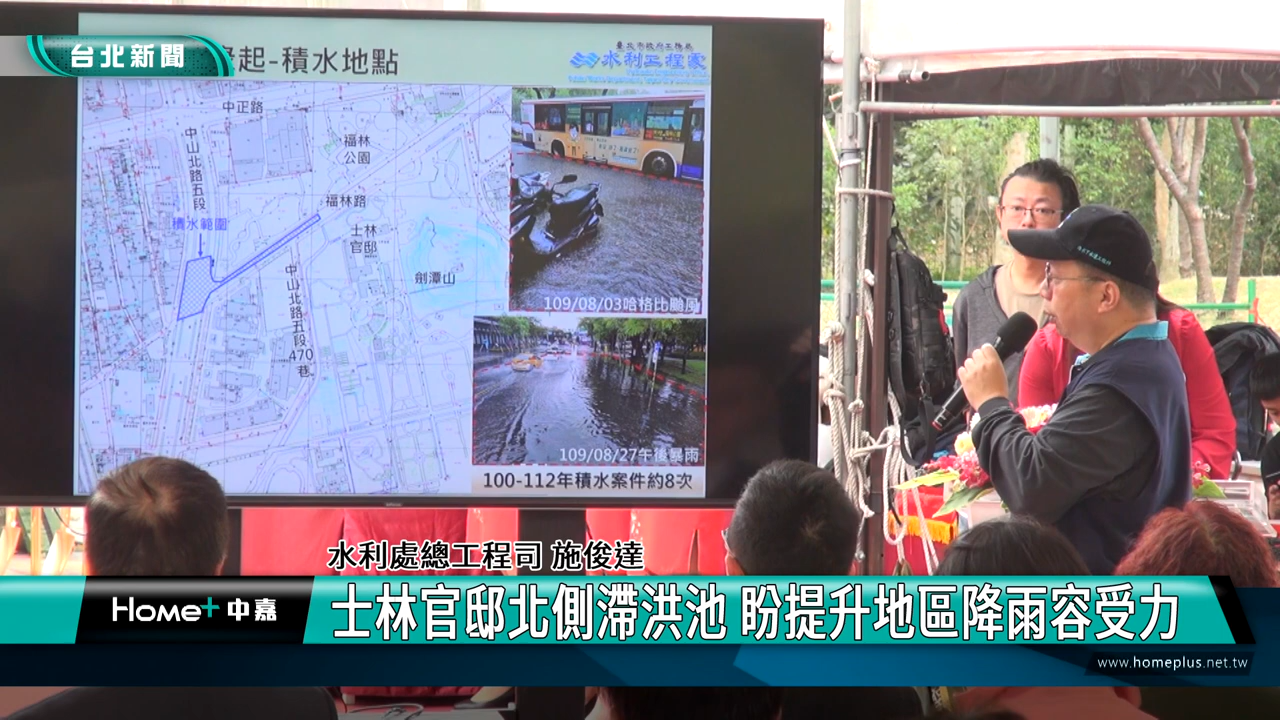 台北新聞
起-積水地點
臺北市政府工務局
水利工程處
中正路
中山北路五段
福林
公園
福林路
積水範圍
士林
官邸
劍潭山
中山北路五段470巷
109/08/03哈格比颱風
109/08/27午後暴雨
100-112年積水案件約8次
水利處總工程司 施俊達
Home+中嘉
士林官邸北側滯洪池 盼提升地區降雨容受力
www.homeplus.net.tw